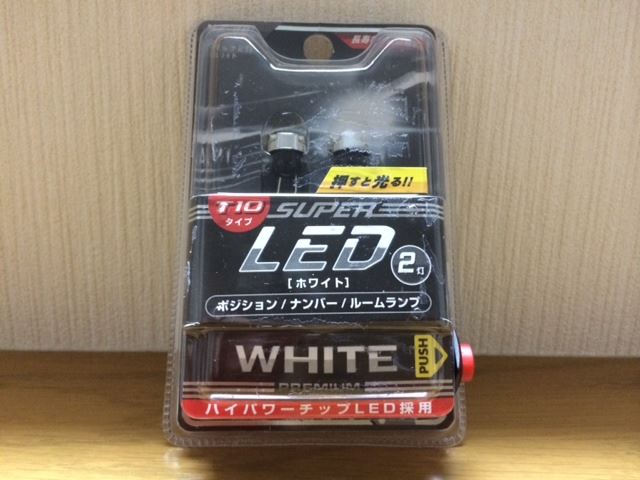 押すと光る!!
T10
タイプ
SUPER
LED
2灯
[ホワイト]
ポジション/ナンバー/ルームランプ
WHITE
PREMIUM
PUSH
ハイパワーチップLED採用